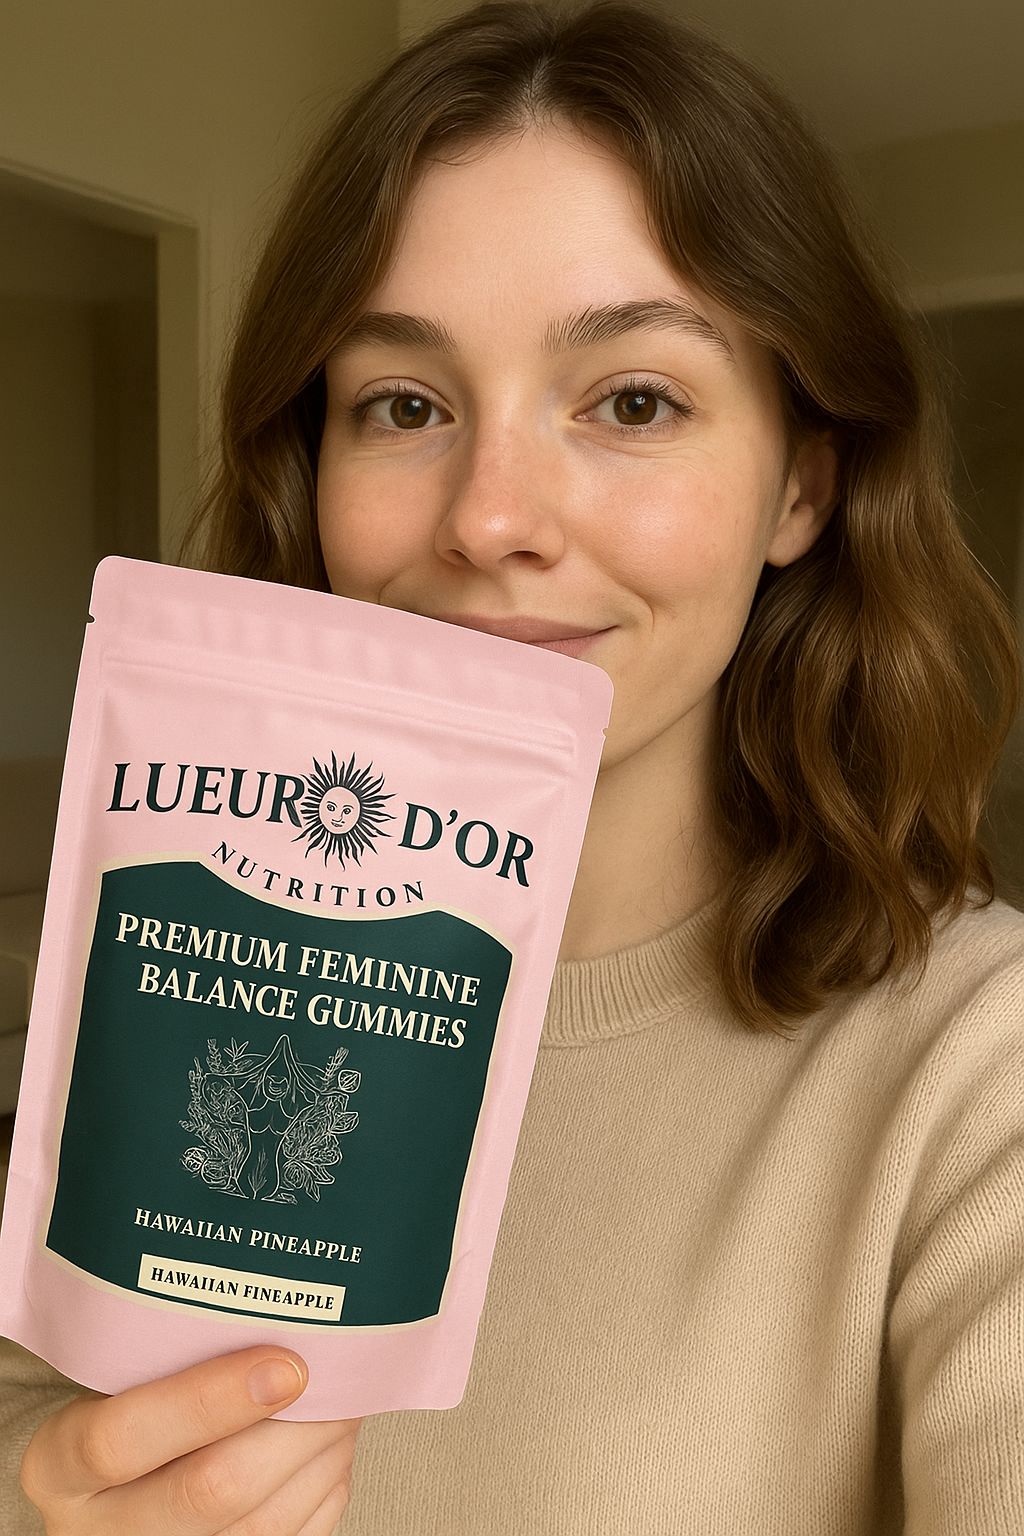 LUEUR D'OR
NUTRITION
PREMIUM FEMININE
BALANCE GUMMIES
HAWAIIAN PINEAPPLE
HAWAIIAN FINEAPPLE